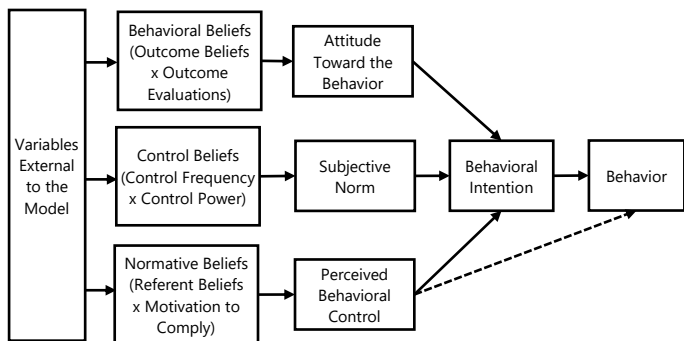 Variables
External
to the
Model
Behavioral Beliefs
(Outcome Beliefs
x Outcome
Evaluations)
Attitude
Toward the
Behavior
Control Beliefs
(Control Frequency
x Control Power)
Subjective
Norm
Behavioral
Intention
Behavior
Normative Beliefs
(Referent Beliefs
x Motivation to
Comply)
Perceived
Behavioral
Control